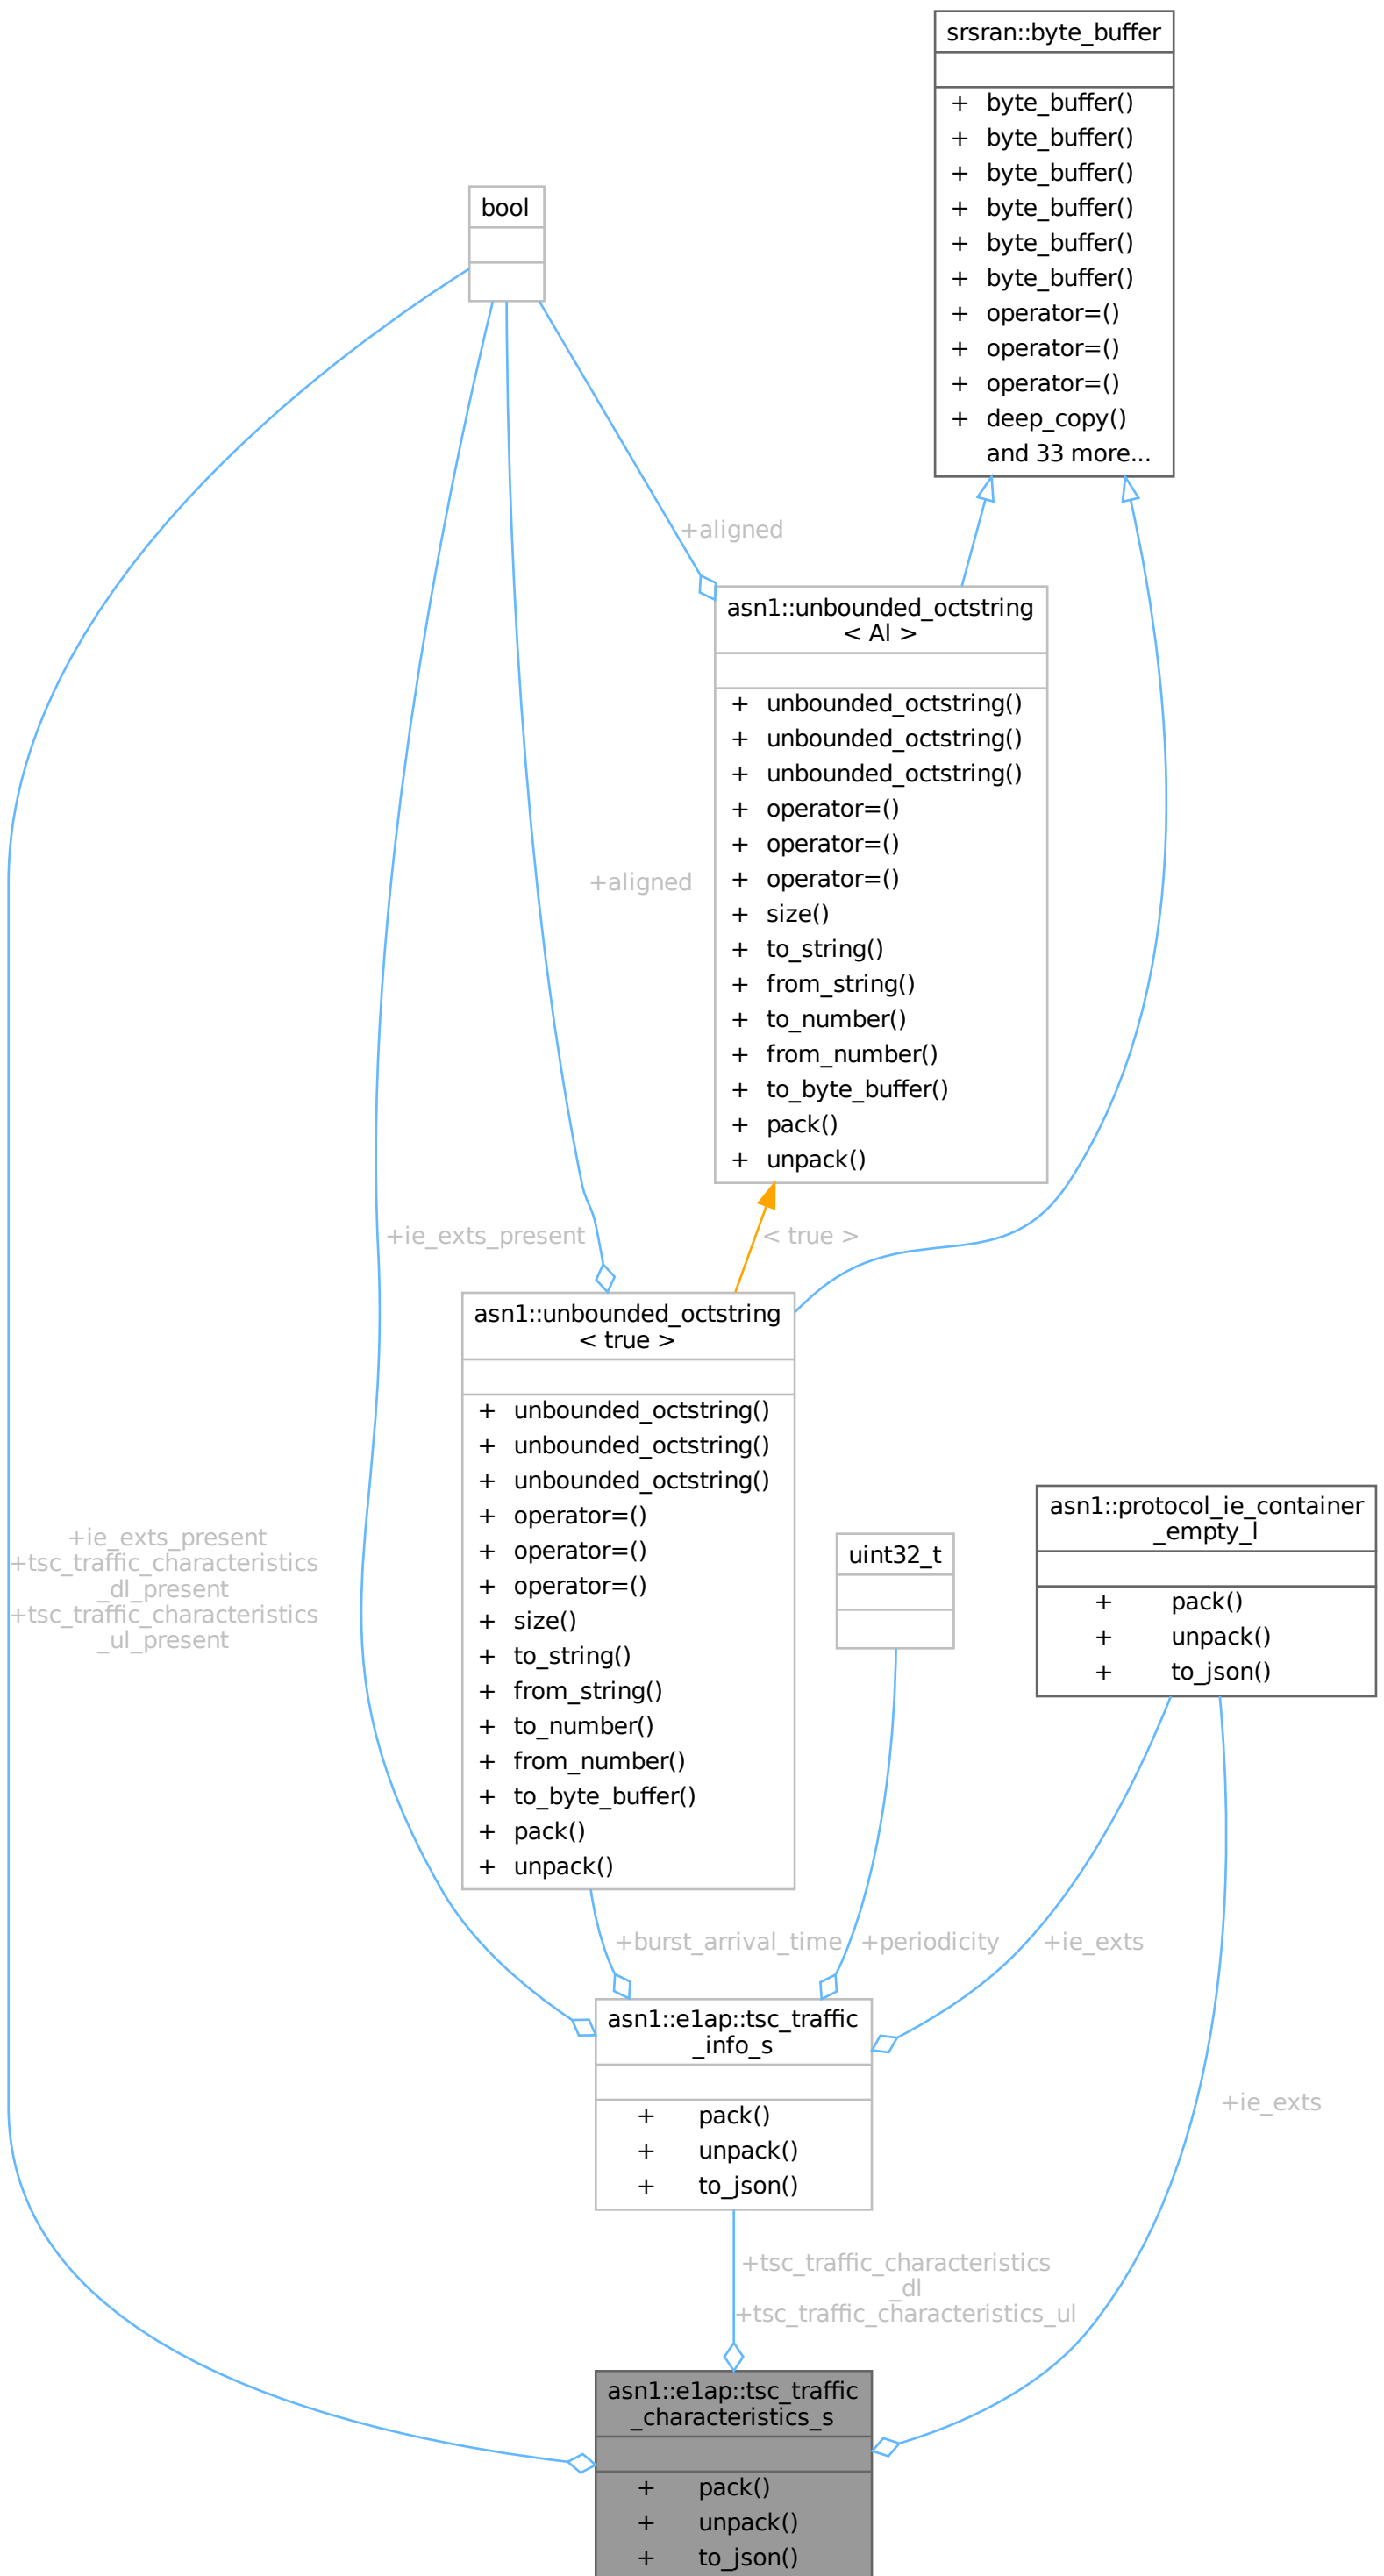 srsran::byte_buffer
+ byte_buffer()
+ byte_buffer()
+ byte_buffer()
+ byte_buffer()
+ byte_buffer()
+ byte_buffer()
+ operator=()
+ operator=()
+ operator=()
+ deep_copy()
and 33 more...
bool
+aligned
asn1::unbounded_octstring
< Al >
+ unbounded_octstring()
+ unbounded_octstring()
+ unbounded_octstring()
+ operator=()
+ operator=()
+ operator=()
+ size()
+ to_string()
+ from_string()
+ to_number()
+ from_number()
+ to_byte_buffer()
+ pack()
+ unpack()
+aligned
+ie_exts_present
< true >
asn1::unbounded_octstring
< true >
+ unbounded_octstring()
+ unbounded_octstring()
+ unbounded_octstring()
+ operator=()
+ operator=()
+ operator=()
+ size()
+ to_string()
+ from_string()
+ to_number()
+ from_number()
+ to_byte_buffer()
+ pack()
+ unpack()
uint32_t
asn1::protocol_ie_container
_empty_l
+ pack()
+ unpack()
+ to_json()
+ie_exts_present
+tsc_traffic_characteristics
_dl_present
+tsc_traffic_characteristics
_ul_present
+burst_arrival_time
+periodicity
+ie_exts
asn1::e1ap::tsc_traffic
_info_s
+ pack()
+ unpack()
+ to_json()
+ie_exts
+tsc_traffic_characteristics
_dl
+tsc_traffic_characteristics_ul
asn1::e1ap::tsc_traffic
_characteristics_s
+ pack()
+ unpack()
+ to_json()